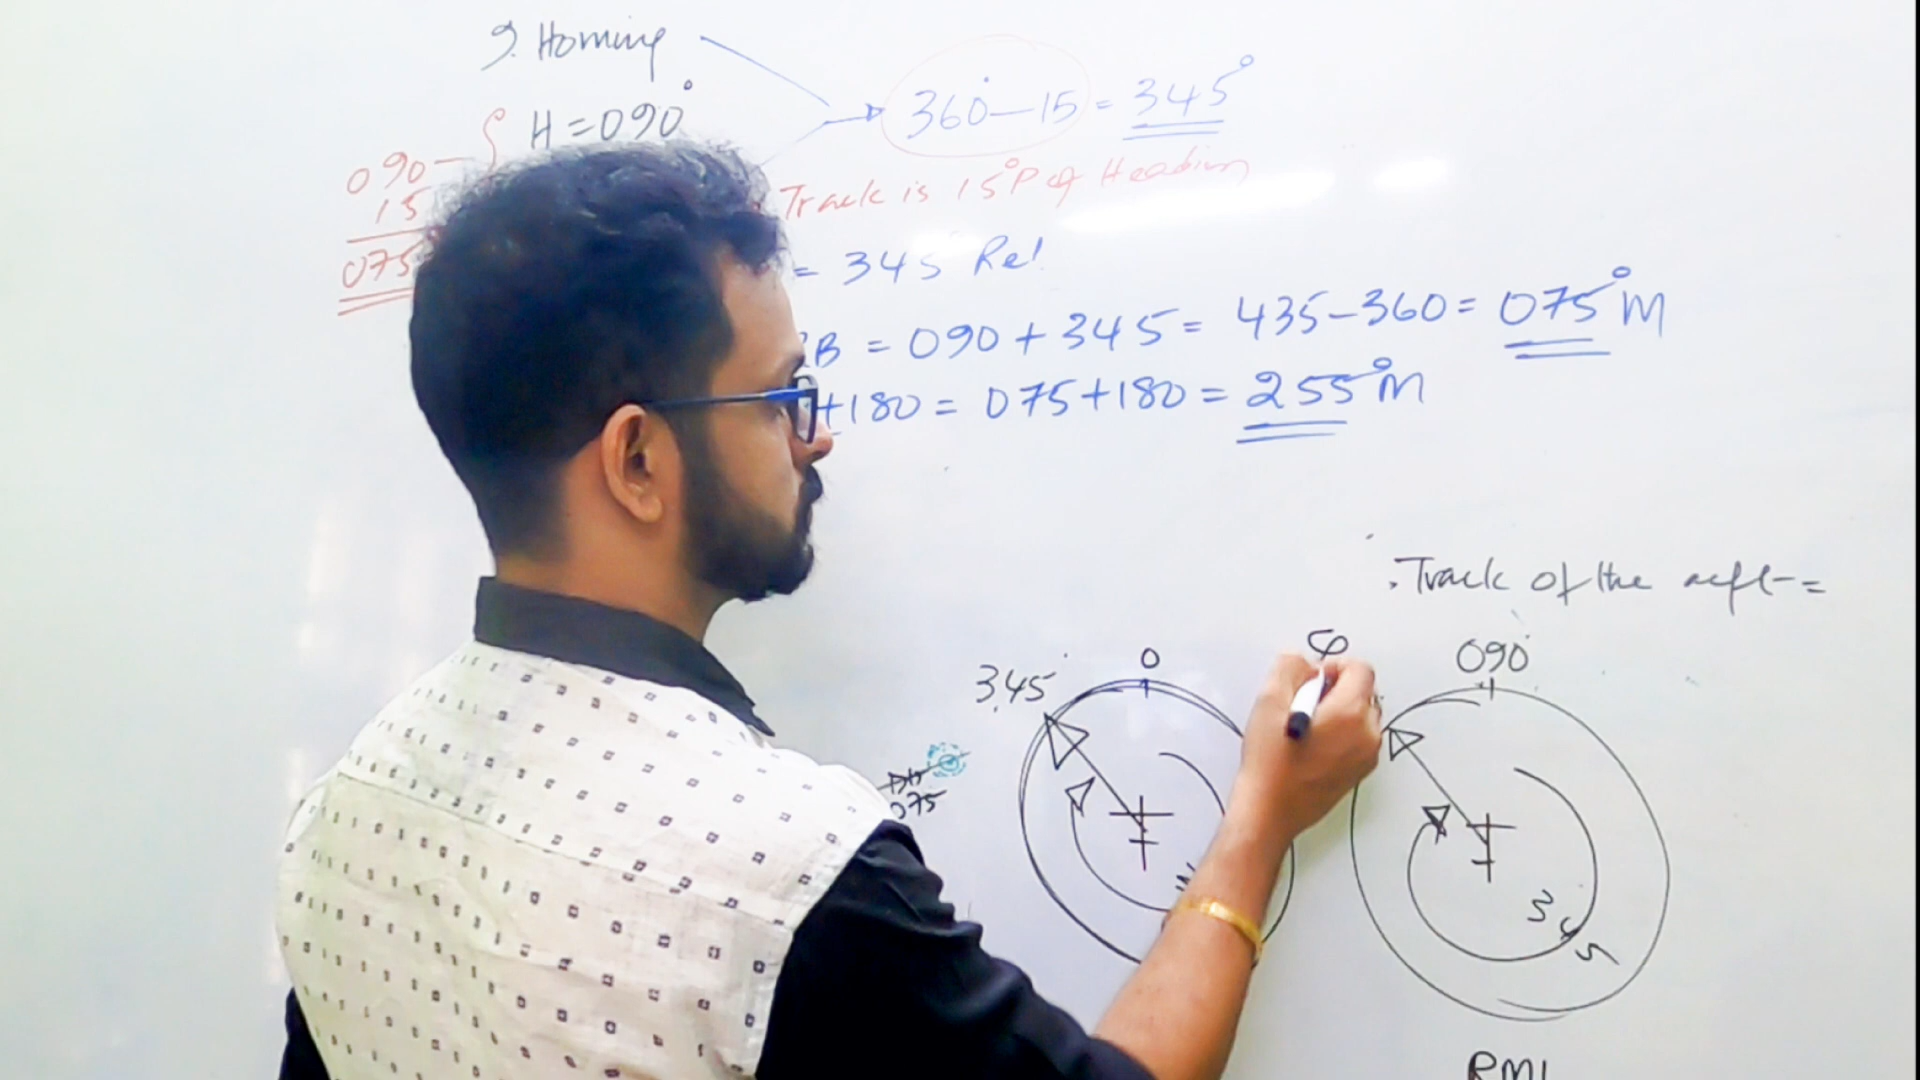 9. Homing
H = 090°
360° - 15 = 345°
090 -
15
075
Track is 15°P of Heading
= 345 Rel
B = 090 + 345 = 435 - 360 = 075°M
+180 = 075 + 180 = 255°M
Track of the acft =
345°
0
090°
075
345
RMI